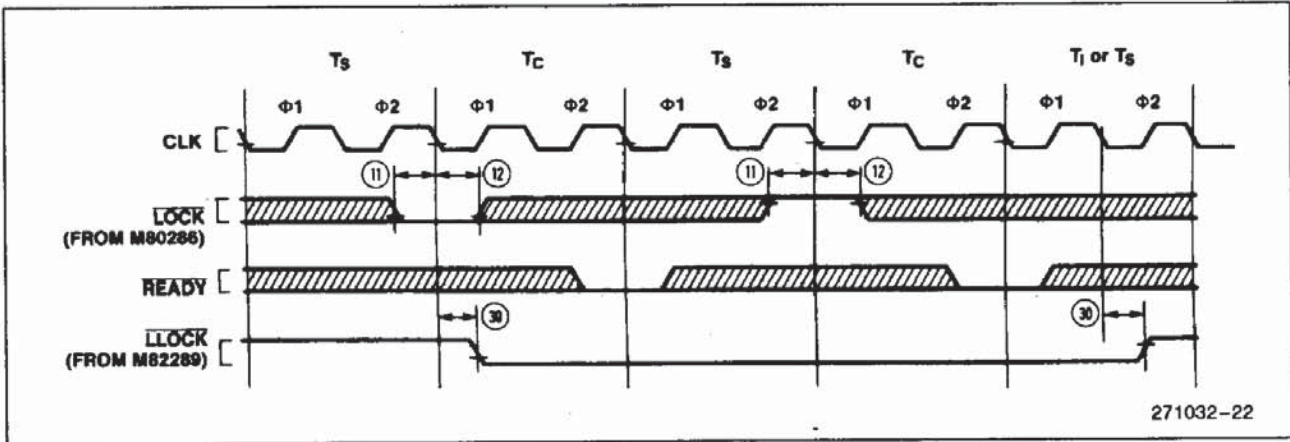 TS TC TS TC TI or TS
Φ1 Φ2 Φ1 Φ2 Φ1 Φ2 Φ1 Φ2 Φ1 Φ2
CLK
11 12 11 12
LOCK
(FROM M80286)
READY
30 30
LLOCK
(FROM M82289)
271032-22